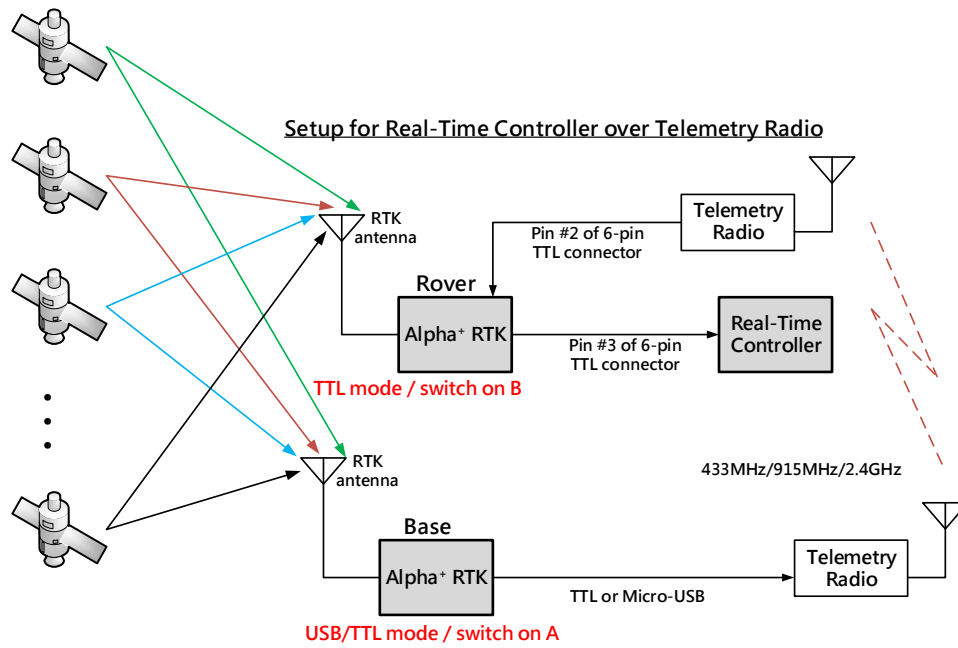 Setup for Real-Time Controller over Telemetry Radio
RTK
antenna
Pin #2 of 6-pin
TTL connector
Telemetry
Radio
Rover
Alpha⁺ RTK
Pin #3 of 6-pin
TTL connector
Real-Time
Controller
TTL mode / switch on B
RTK
antenna
433MHz/915MHz/2.4GHz
Base
Alpha⁺ RTK
TTL or Micro-USB
Telemetry
Radio
USB/TTL mode / switch on A